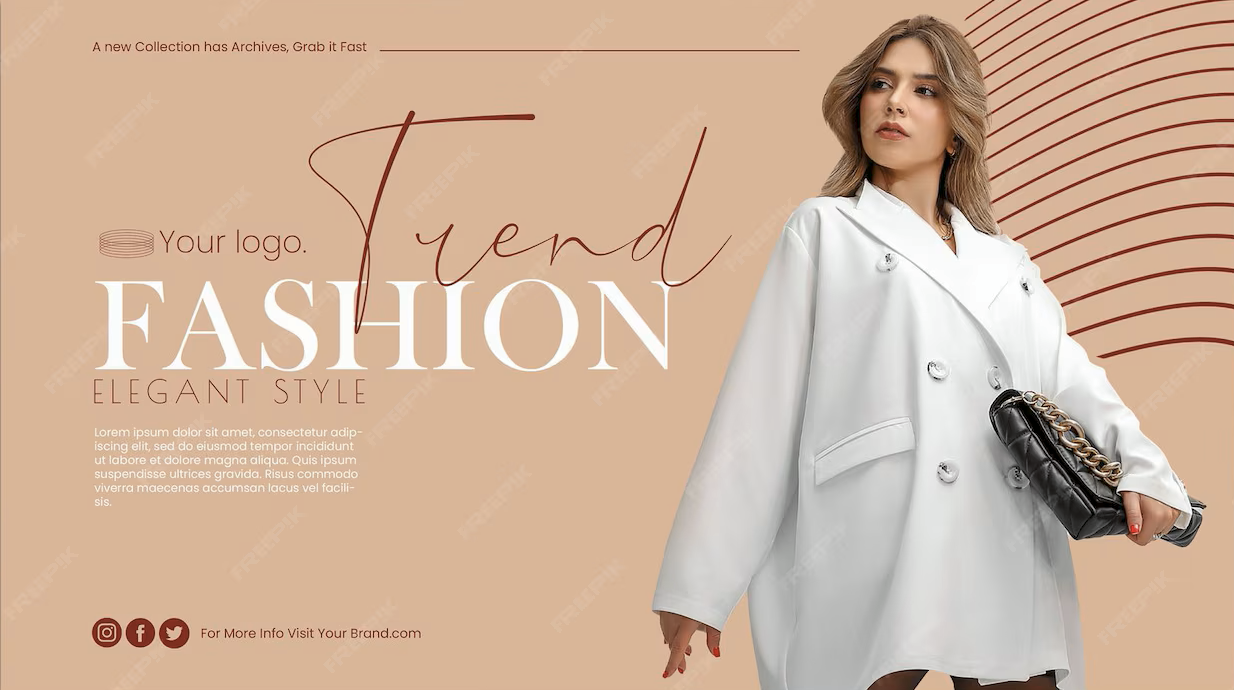 A new Collection has Archives, Grab it Fast
Trend
Your logo.
FASHION
ELEGANT STYLE
Lorem ipsum dolor sit amet, consectetur adip-
iscing elit, sed do eiusmod tempor incididunt
ut labore et dolore magna aliqua. Quis ipsum
suspendisse ultrices gravida. Risus commodo
viverra maecenas accumsan lacus vel facili-
sis.
For More Info Visit Your Brand.com
FREEPIK